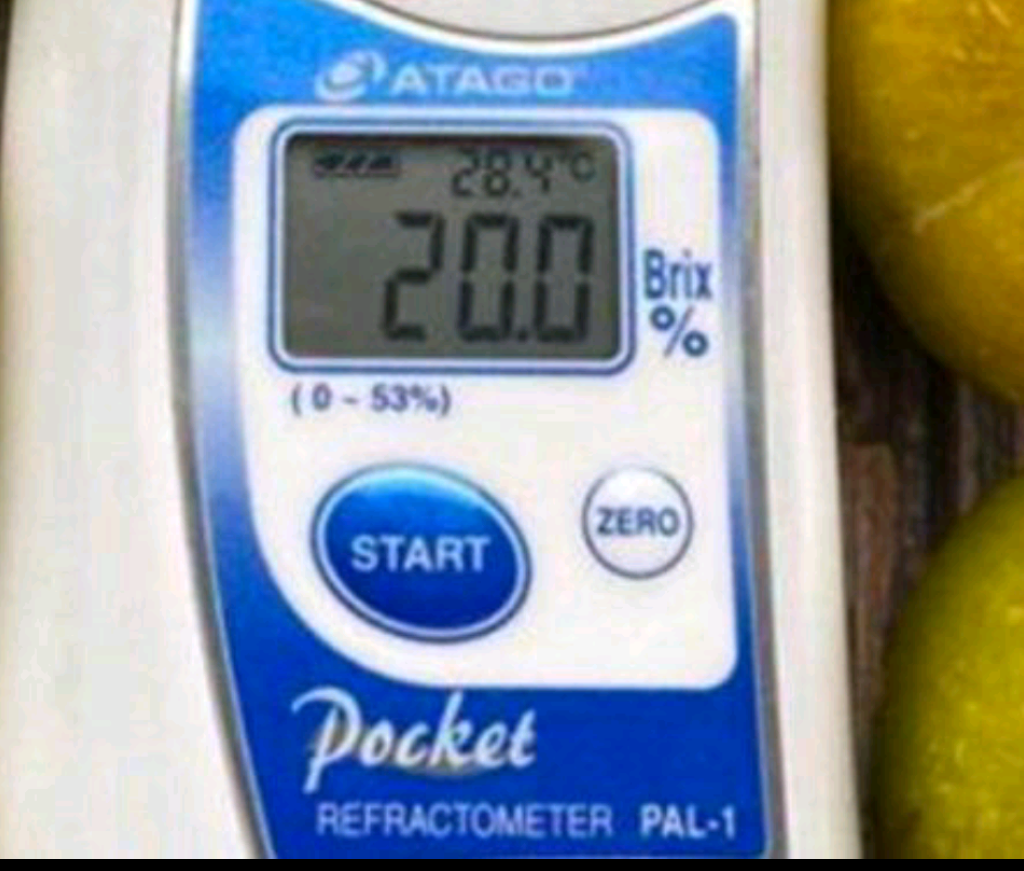 ATAGO
28.4°C
20.0
Brix
%
( 0 ~ 53%)
START
ZERO
Pocket
REFRACTOMETER PAL-1